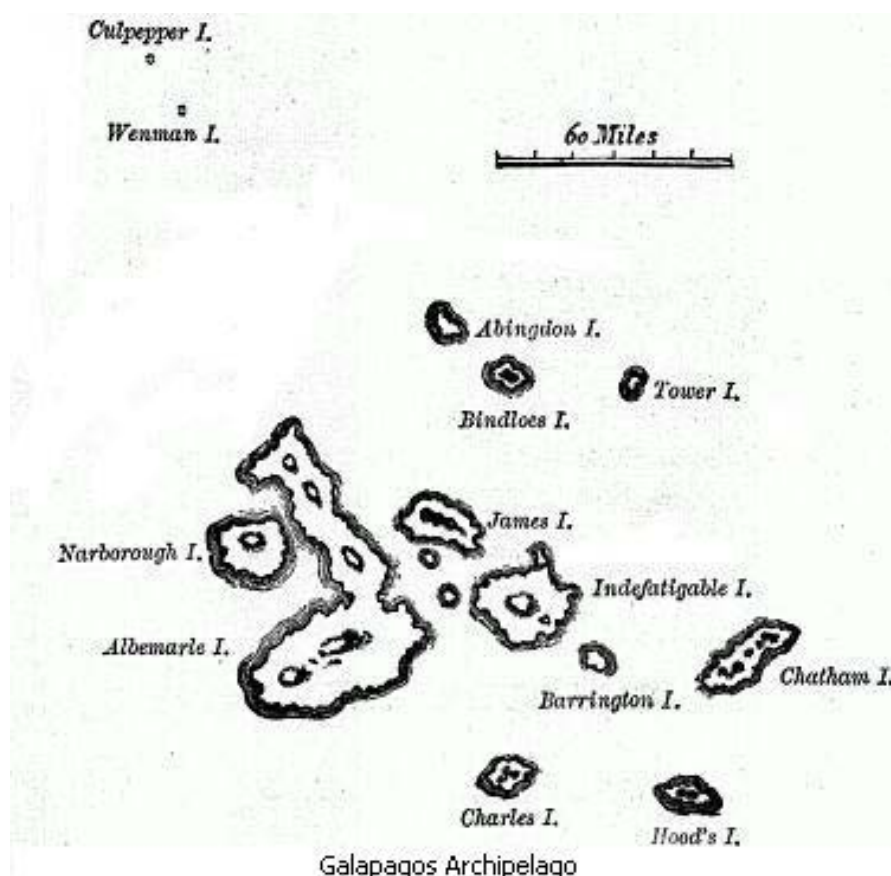 Culpepper I.
Wenman I.
60 Miles
Abingdon I.
Tower I.
Bindloes I.
James I.
Narborough I.
Indefatigable I.
Albemarle I.
Chatham I.
Barrington I.
Charles I.
Hood's I.
Galapagos Archipelago